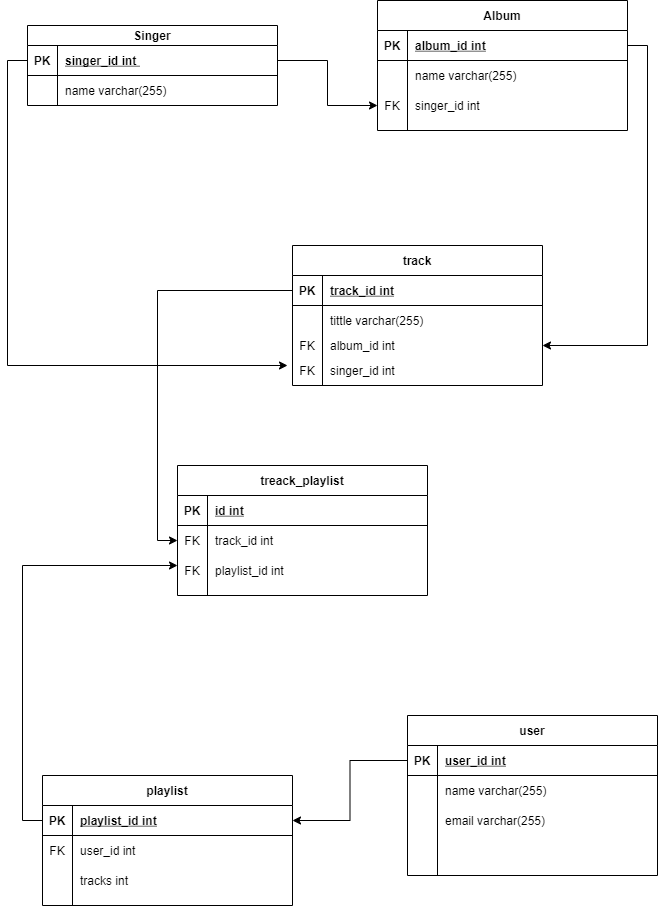 Singer
PK singer_id int
name varchar(255)
Album
PK album_id int
name varchar(255)
FK singer_id int
track
PK track_id int
tittle varchar(255)
FK album_id int
FK singer_id int
treack_playlist
PK id int
FK track_id int
FK playlist_id int
user
PK user_id int
name varchar(255)
email varchar(255)
playlist
PK playlist_id int
FK user_id int
tracks int